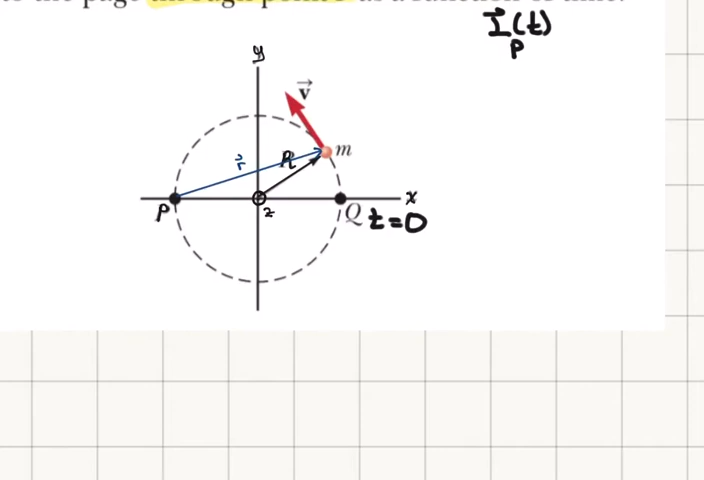 the page through point P as a function of time.
I⃗(t)
P
y
v⃗
m
r⃗
R
x
P
z
Q t=0